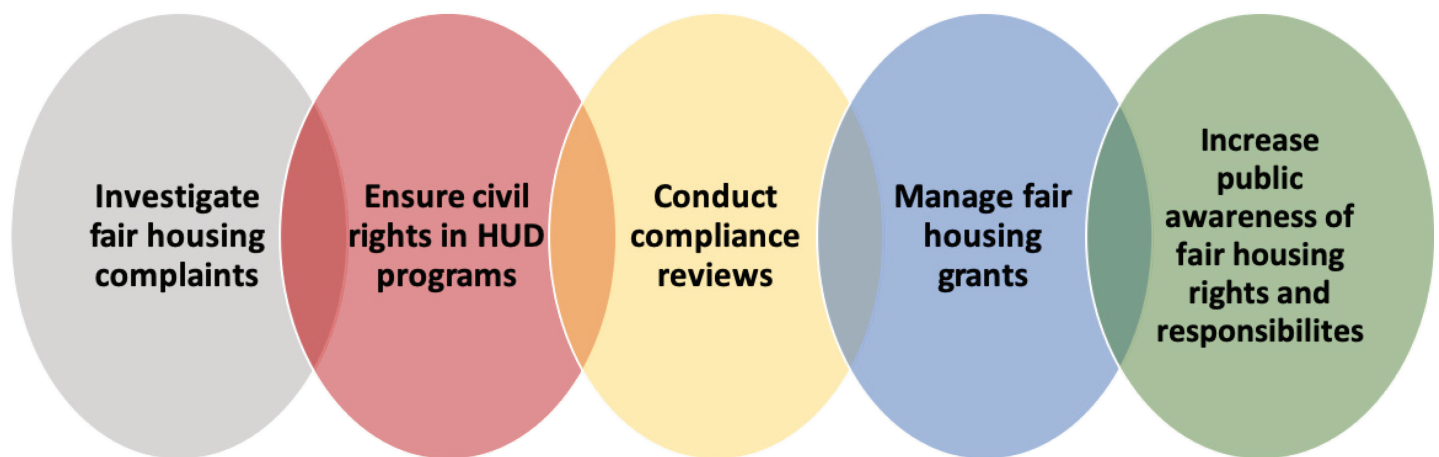 Investigate
fair housing
complaints
Ensure civil
rights in HUD
programs
Conduct
compliance
reviews
Manage fair
housing
grants
Increase
public
awareness of
fair housing
rights and
responsibilites